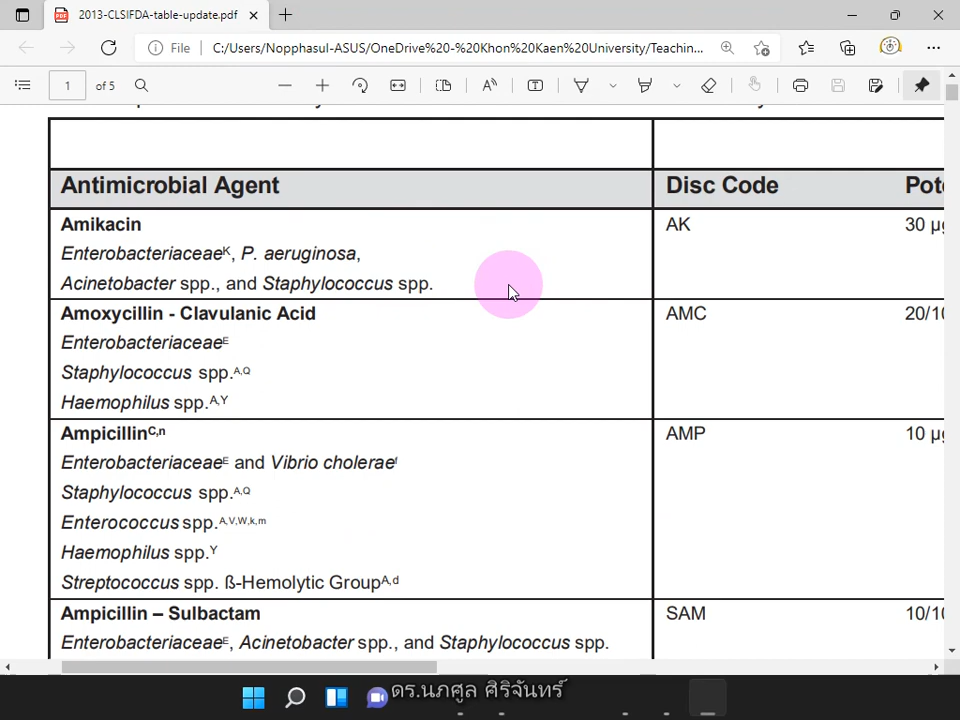 2013-CLSIFDA-table-update.pdf
File C:/Users/Nopphasul-ASUS/OneDrive%20-%20Khon%20Kaen%20University/Teachin...
1 of 5
Antimicrobial Agent Disc Code
Amikacin AK 30
Enterobacteriaceae^K, P. aeruginosa,
Acinetobacter spp., and Staphylococcus spp.
Amoxycillin - Clavulanic Acid AMC
Enterobacteriaceae^E
Staphylococcus spp.^A,Q
Haemophilus spp.^A,Y
Ampicillin^C,n AMP 10
Enterobacteriaceae^E and Vibrio cholerae^f
Staphylococcus spp.^A,Q
Enterococcus spp.^A,V,W,k,m
Haemophilus spp.^Y
Streptococcus spp. ß-Hemolytic Group^A,d
Ampicillin – Sulbactam SAM
Enterobacteriaceae^E, Acinetobacter spp., and Staphylococcus spp.
ดร.นภศูล ศิริจันทร์